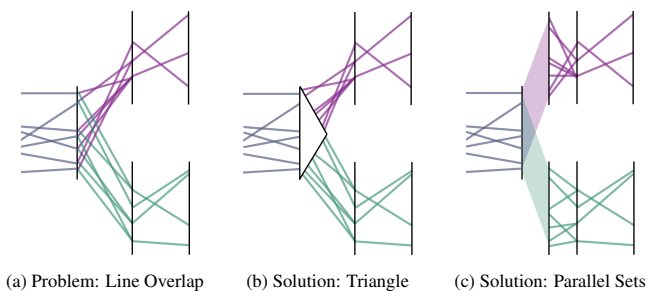 (a) Problem: Line Overlap
(b) Solution: Triangle
(c) Solution: Parallel Sets